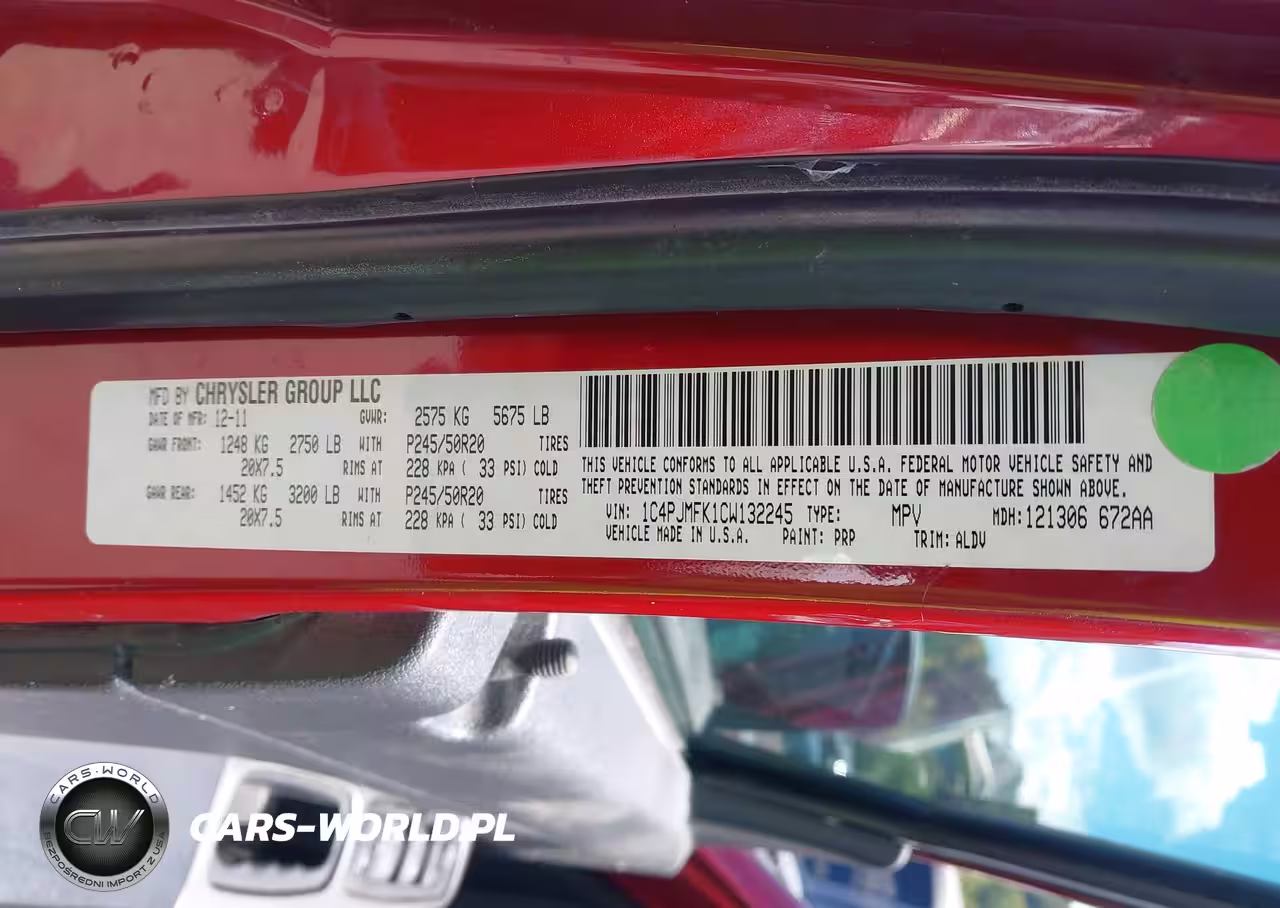 MFD BY CHRYSLER GROUP LLC
DATE OF MFR: 12-11 GVWR: 2575 KG 5675 LB
GAWR FRONT: 1248 KG 2750 LB WITH P245/50R20 TIRES
20X7.5 RIMS AT 228 KPA ( 33 PSI) COLD
GAWR REAR: 1452 KG 3200 LB WITH P245/50R20 TIRES
20X7.5 RIMS AT 228 KPA ( 33 PSI) COLD
THIS VEHICLE CONFORMS TO ALL APPLICABLE U.S.A. FEDERAL MOTOR VEHICLE SAFETY AND
THEFT PREVENTION STANDARDS IN EFFECT ON THE DATE OF MANUFACTURE SHOWN ABOVE.
VIN: 1C4PJMFK1CW132245 TYPE: MPV MDH: 121306 672AA
VEHICLE MADE IN U.S.A. PAINT: PRP TRIM: ALDV
CARS-WORLD
CW
BEZPOŚREDNI IMPORT Z USA
CARS-WORLD.PL